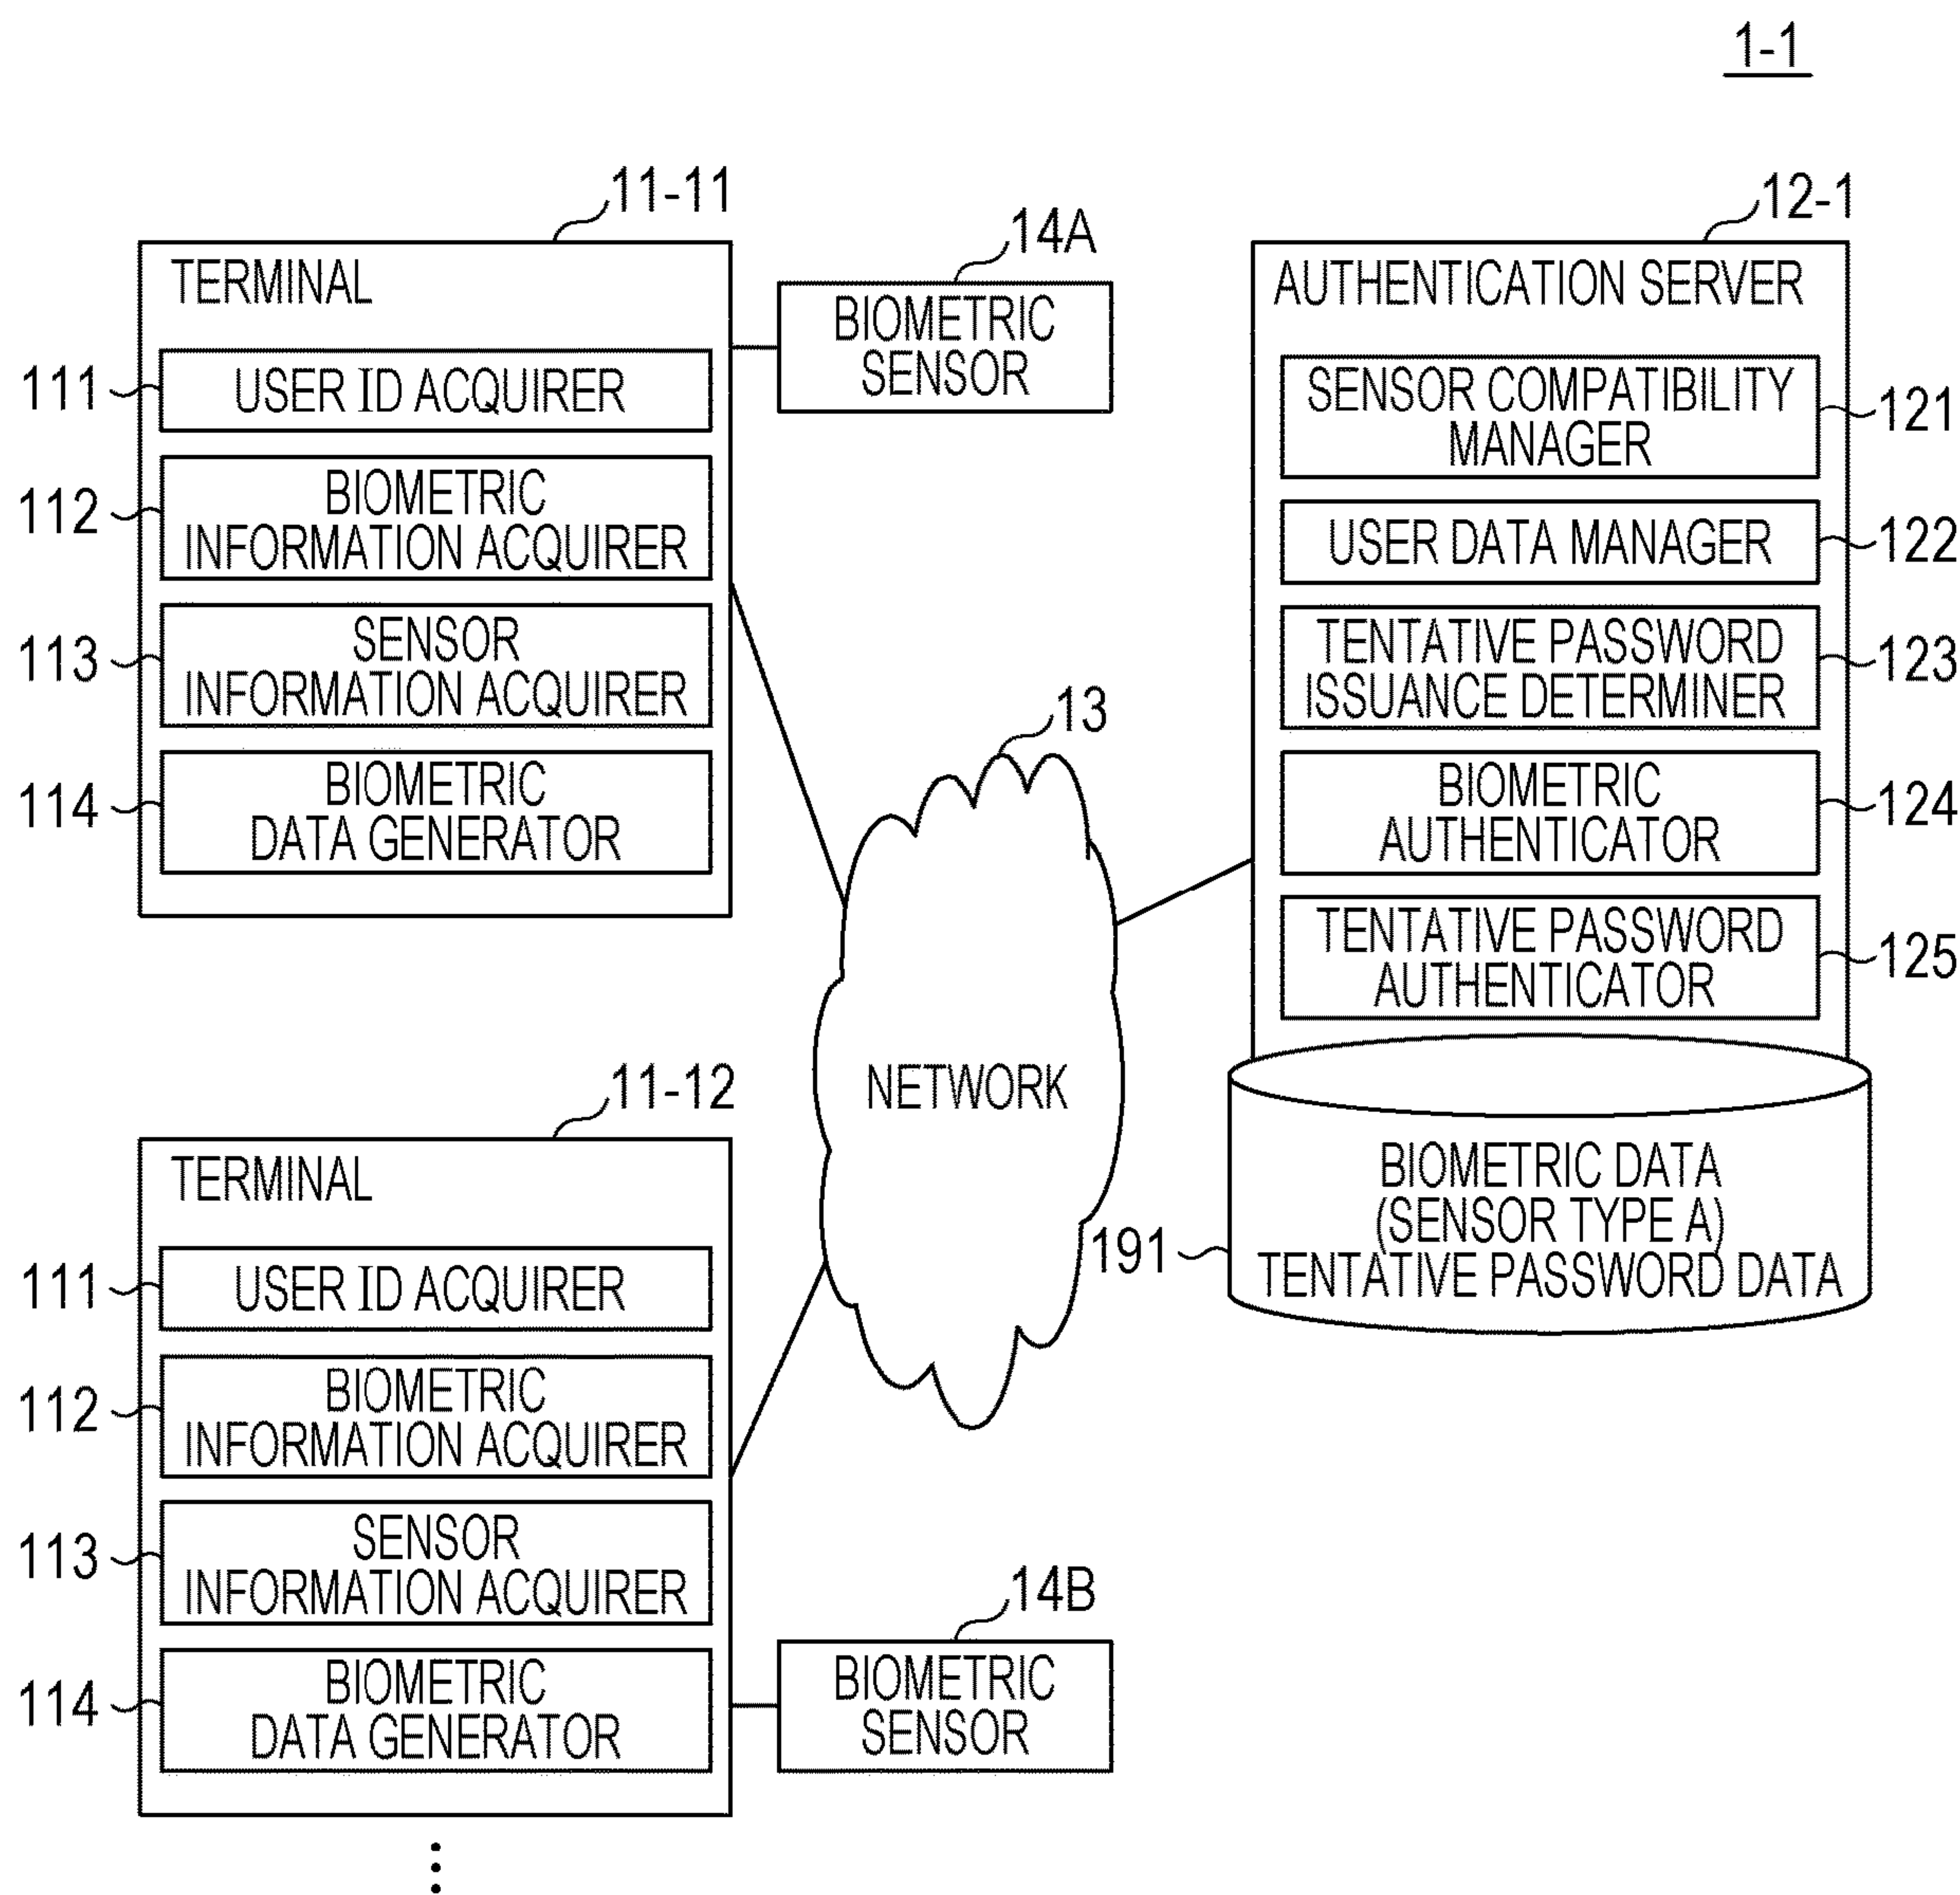 1-1
11-11
TERMINAL
111
USER ID ACQUIRER
112
BIOMETRIC
INFORMATION ACQUIRER
113
SENSOR
INFORMATION ACQUIRER
114
BIOMETRIC
DATA GENERATOR
14A
BIOMETRIC
SENSOR
12-1
AUTHENTICATION SERVER
SENSOR COMPATIBILITY
MANAGER
121
USER DATA MANAGER
122
TENTATIVE PASSWORD
ISSUANCE DETERMINER
123
BIOMETRIC
AUTHENTICATOR
124
TENTATIVE PASSWORD
AUTHENTICATOR
125
13
NETWORK
191
BIOMETRIC DATA
(SENSOR TYPE A)
TENTATIVE PASSWORD DATA
11-12
TERMINAL
111
USER ID ACQUIRER
112
BIOMETRIC
INFORMATION ACQUIRER
113
SENSOR
INFORMATION ACQUIRER
114
BIOMETRIC
DATA GENERATOR
14B
BIOMETRIC
SENSOR